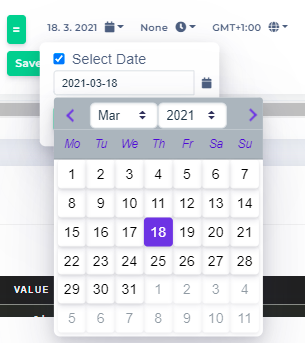 = 18. 3. 2021 None GMT+1:00
Save
Select Date
2021-03-18
Mar 2021
Mo Tu We Th Fr Sa Su
1 2 3 4 5 6 7
8 9 10 11 12 13 14
15 16 17 18 19 20 21
22 23 24 25 26 27 28
29 30 31 1 2 3 4
5 6 7 8 9 10 11
VALUE